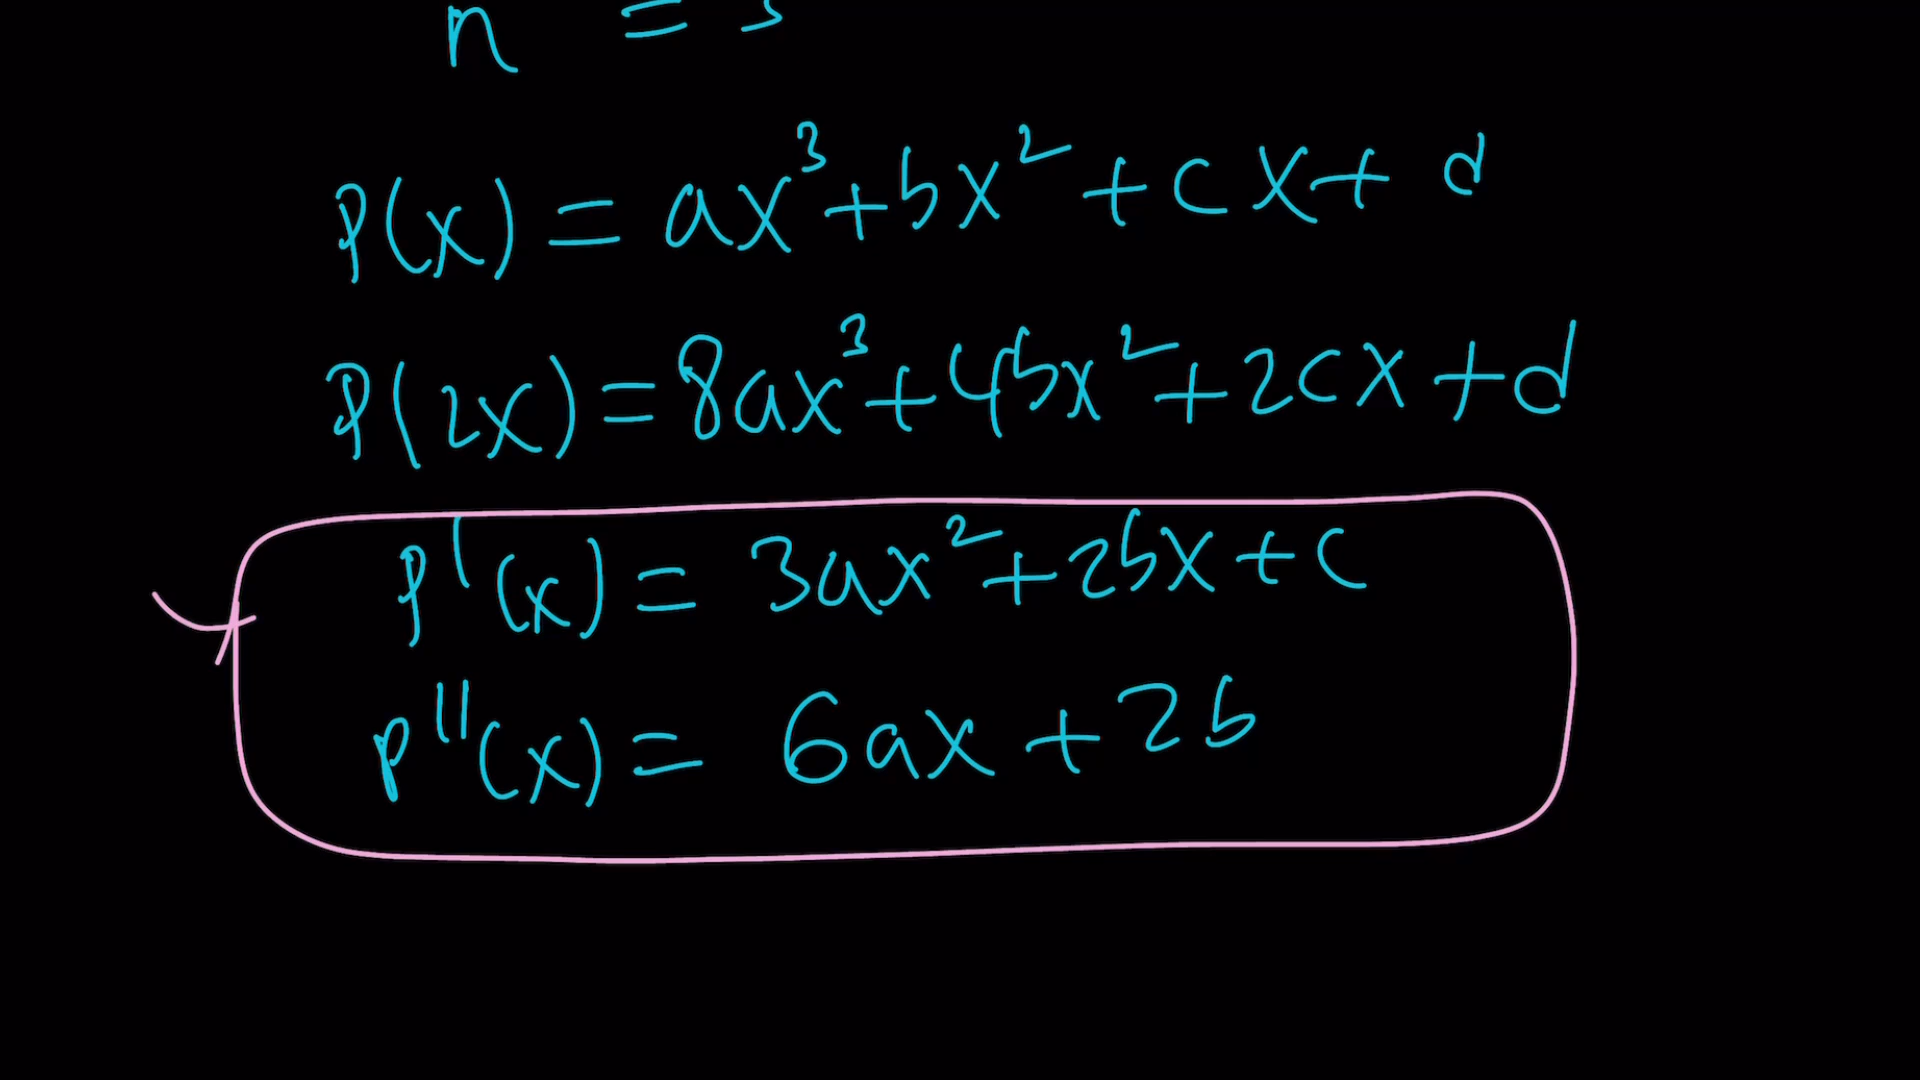 n = 3
P(x) = ax³ + bx² + cx + d
P(2x) = 8ax³ + 4bx² + 2cx + d
P'(x) = 3ax² + 2bx + c
P''(x) = 6ax + 2b